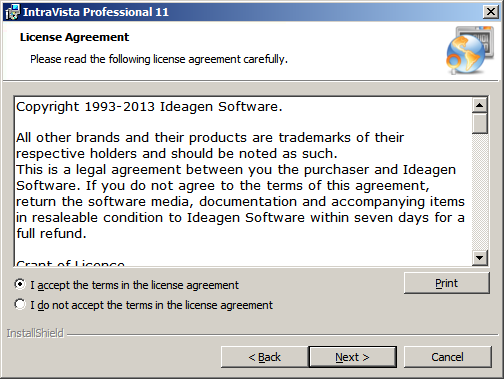 IntraVista Professional 11
License Agreement
Please read the following license agreement carefully.
Copyright 1993-2013 Ideagen Software.
All other brands and their products are trademarks of their
respective holders and should be noted as such.
This is a legal agreement between you the purchaser and Ideagen
Software. If you do not agree to the terms of this agreement,
return the software media, documentation and accompanying items
in resaleable condition to Ideagen Software within seven days for a
full refund.
Grant of Licence
I accept the terms in the license agreement
Print
I do not accept the terms in the license agreement
InstallShield
< Back
Next >
Cancel